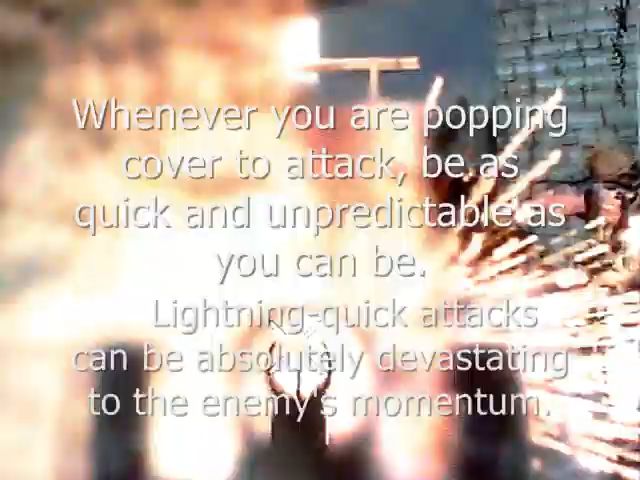 Whenever you are popping
cover to attack, be as
quick and unpredictable as
you can be.
Lightning-quick attacks
can be absolutely devastating
to the enemy's momentum.